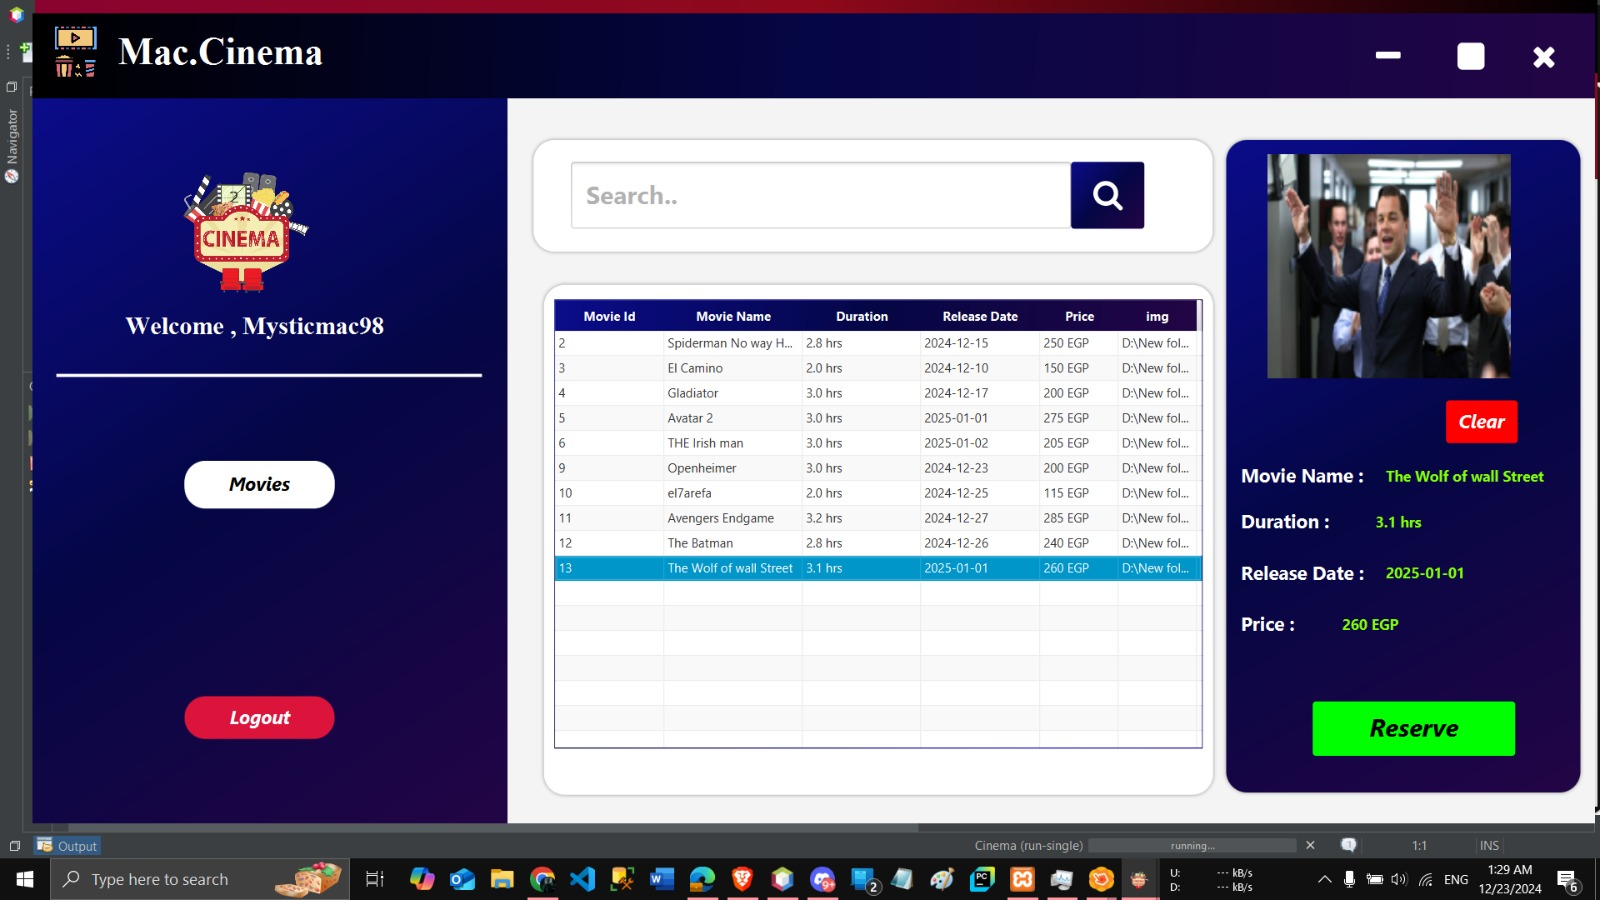 Mac.Cinema
Navigator
2
CINEMA
Welcome , Mysticmac98
Movies
Logout
Search..
Movie Id Movie Name Duration Release Date Price img
2 Spiderman No way H... 2.8 hrs 2024-12-15 250 EGP D:\New fol...
3 El Camino 2.0 hrs 2024-12-10 150 EGP D:\New fol...
4 Gladiator 3.0 hrs 2024-12-17 200 EGP D:\New fol...
5 Avatar 2 3.0 hrs 2025-01-01 275 EGP D:\New fol...
6 THE Irish man 3.0 hrs 2025-01-02 205 EGP D:\New fol...
9 Openheimer 3.0 hrs 2024-12-23 200 EGP D:\New fol...
10 el7arefa 2.0 hrs 2024-12-25 115 EGP D:\New fol...
11 Avengers Endgame 3.2 hrs 2024-12-27 285 EGP D:\New fol...
12 The Batman 2.8 hrs 2024-12-26 240 EGP D:\New fol...
13 The Wolf of wall Street 3.1 hrs 2025-01-01 260 EGP D:\New fol...
Clear
Movie Name : The Wolf of wall Street
Duration : 3.1 hrs
Release Date : 2025-01-01
Price : 260 EGP
Reserve
Output
Cinema (run-single) running... 1:1 INS
Type here to search
U: --- kB/s
D: --- kB/s
ENG
1:29 AM
12/23/2024